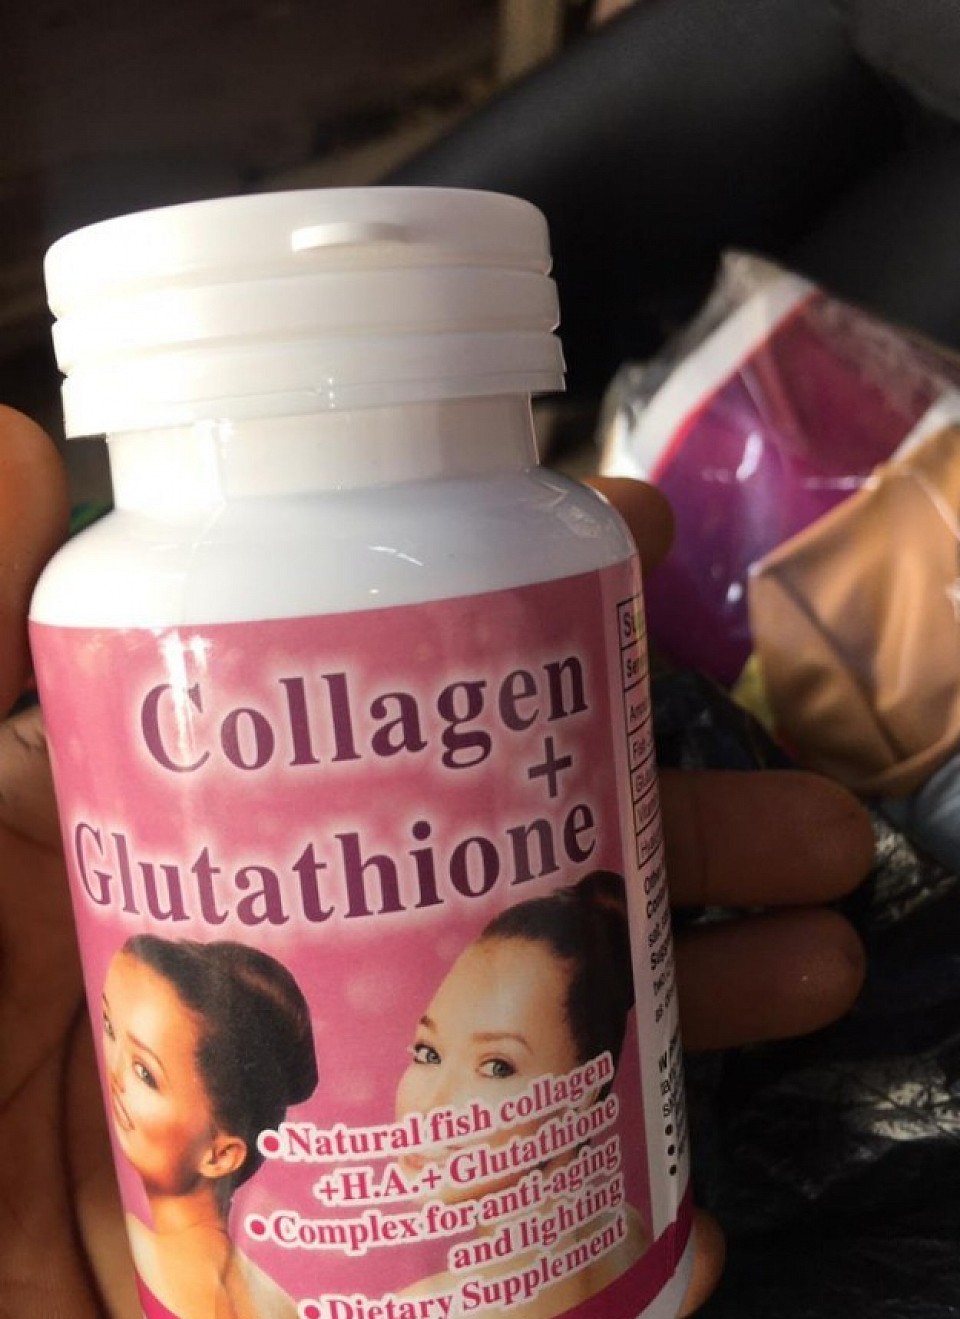 Collagen
+
Glutathione
•Natural fish collagen
+H.A.+ Glutathione
•Complex for anti-aging
and lighting
•Dietary Supplement